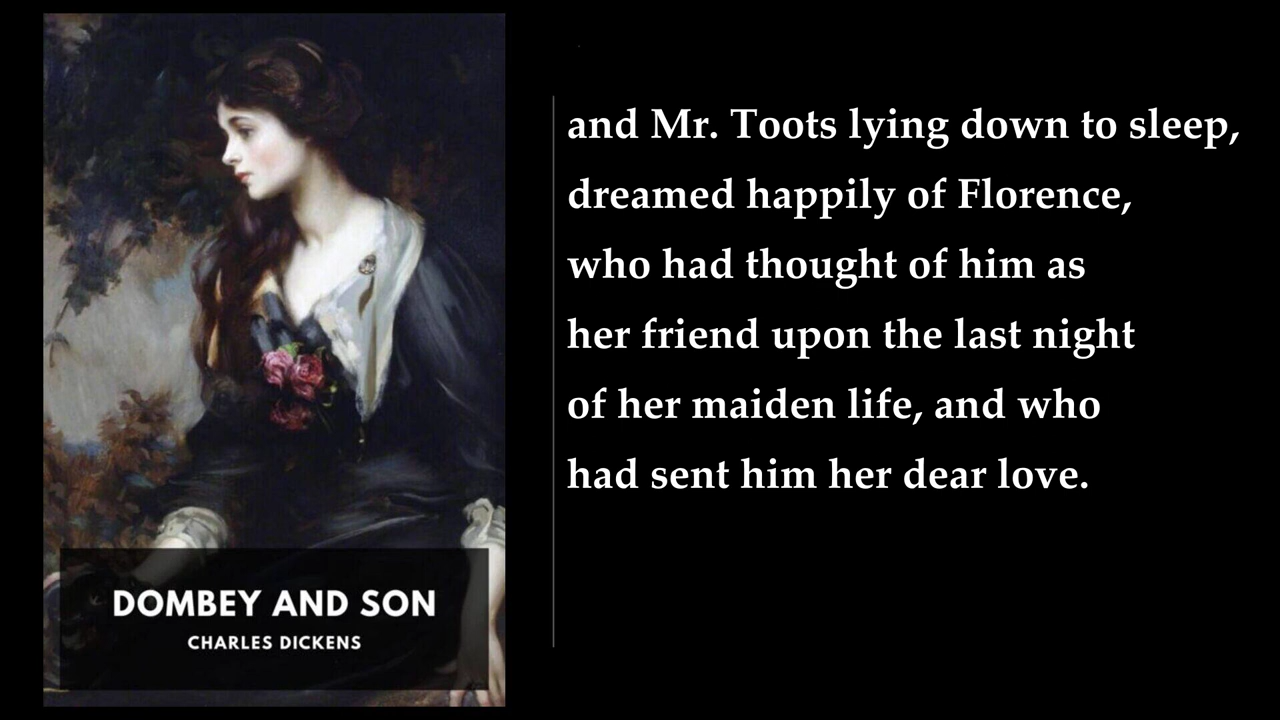 and Mr. Toots lying down to sleep,
dreamed happily of Florence,
who had thought of him as
her friend upon the last night
of her maiden life, and who
had sent him her dear love.
DOMBEY AND SON
CHARLES DICKENS